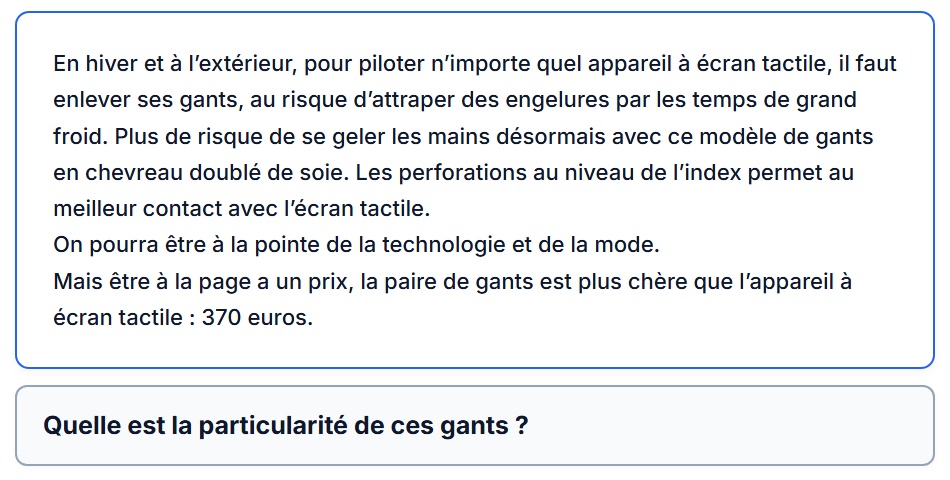 En hiver et à l’extérieur, pour piloter n’importe quel appareil à écran tactile, il faut
enlever ses gants, au risque d’attraper des engelures par les temps de grand
froid. Plus de risque de se geler les mains désormais avec ce modèle de gants
en chevreau doublé de soie. Les perforations au niveau de l’index permet au
meilleur contact avec l’écran tactile.
On pourra être à la pointe de la technologie et de la mode.
Mais être à la page a un prix, la paire de gants est plus chère que l’appareil à
écran tactile : 370 euros.
Quelle est la particularité de ces gants ?